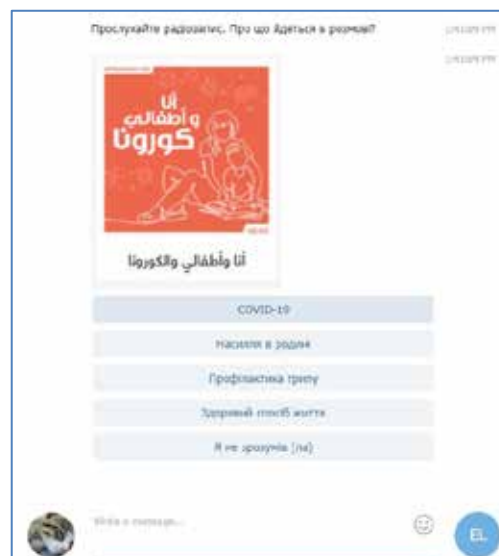 Прослухайте радіозапис. Про що йдеться в розмові?
أنا
و أطفالي
كورونا
أنا وأطفالي والكورونا
COVID-19
Насилля в родині
Профілактика грипу
Здоровий спосіб життя
Я не зрозумів (ла)
Write a message...
EL